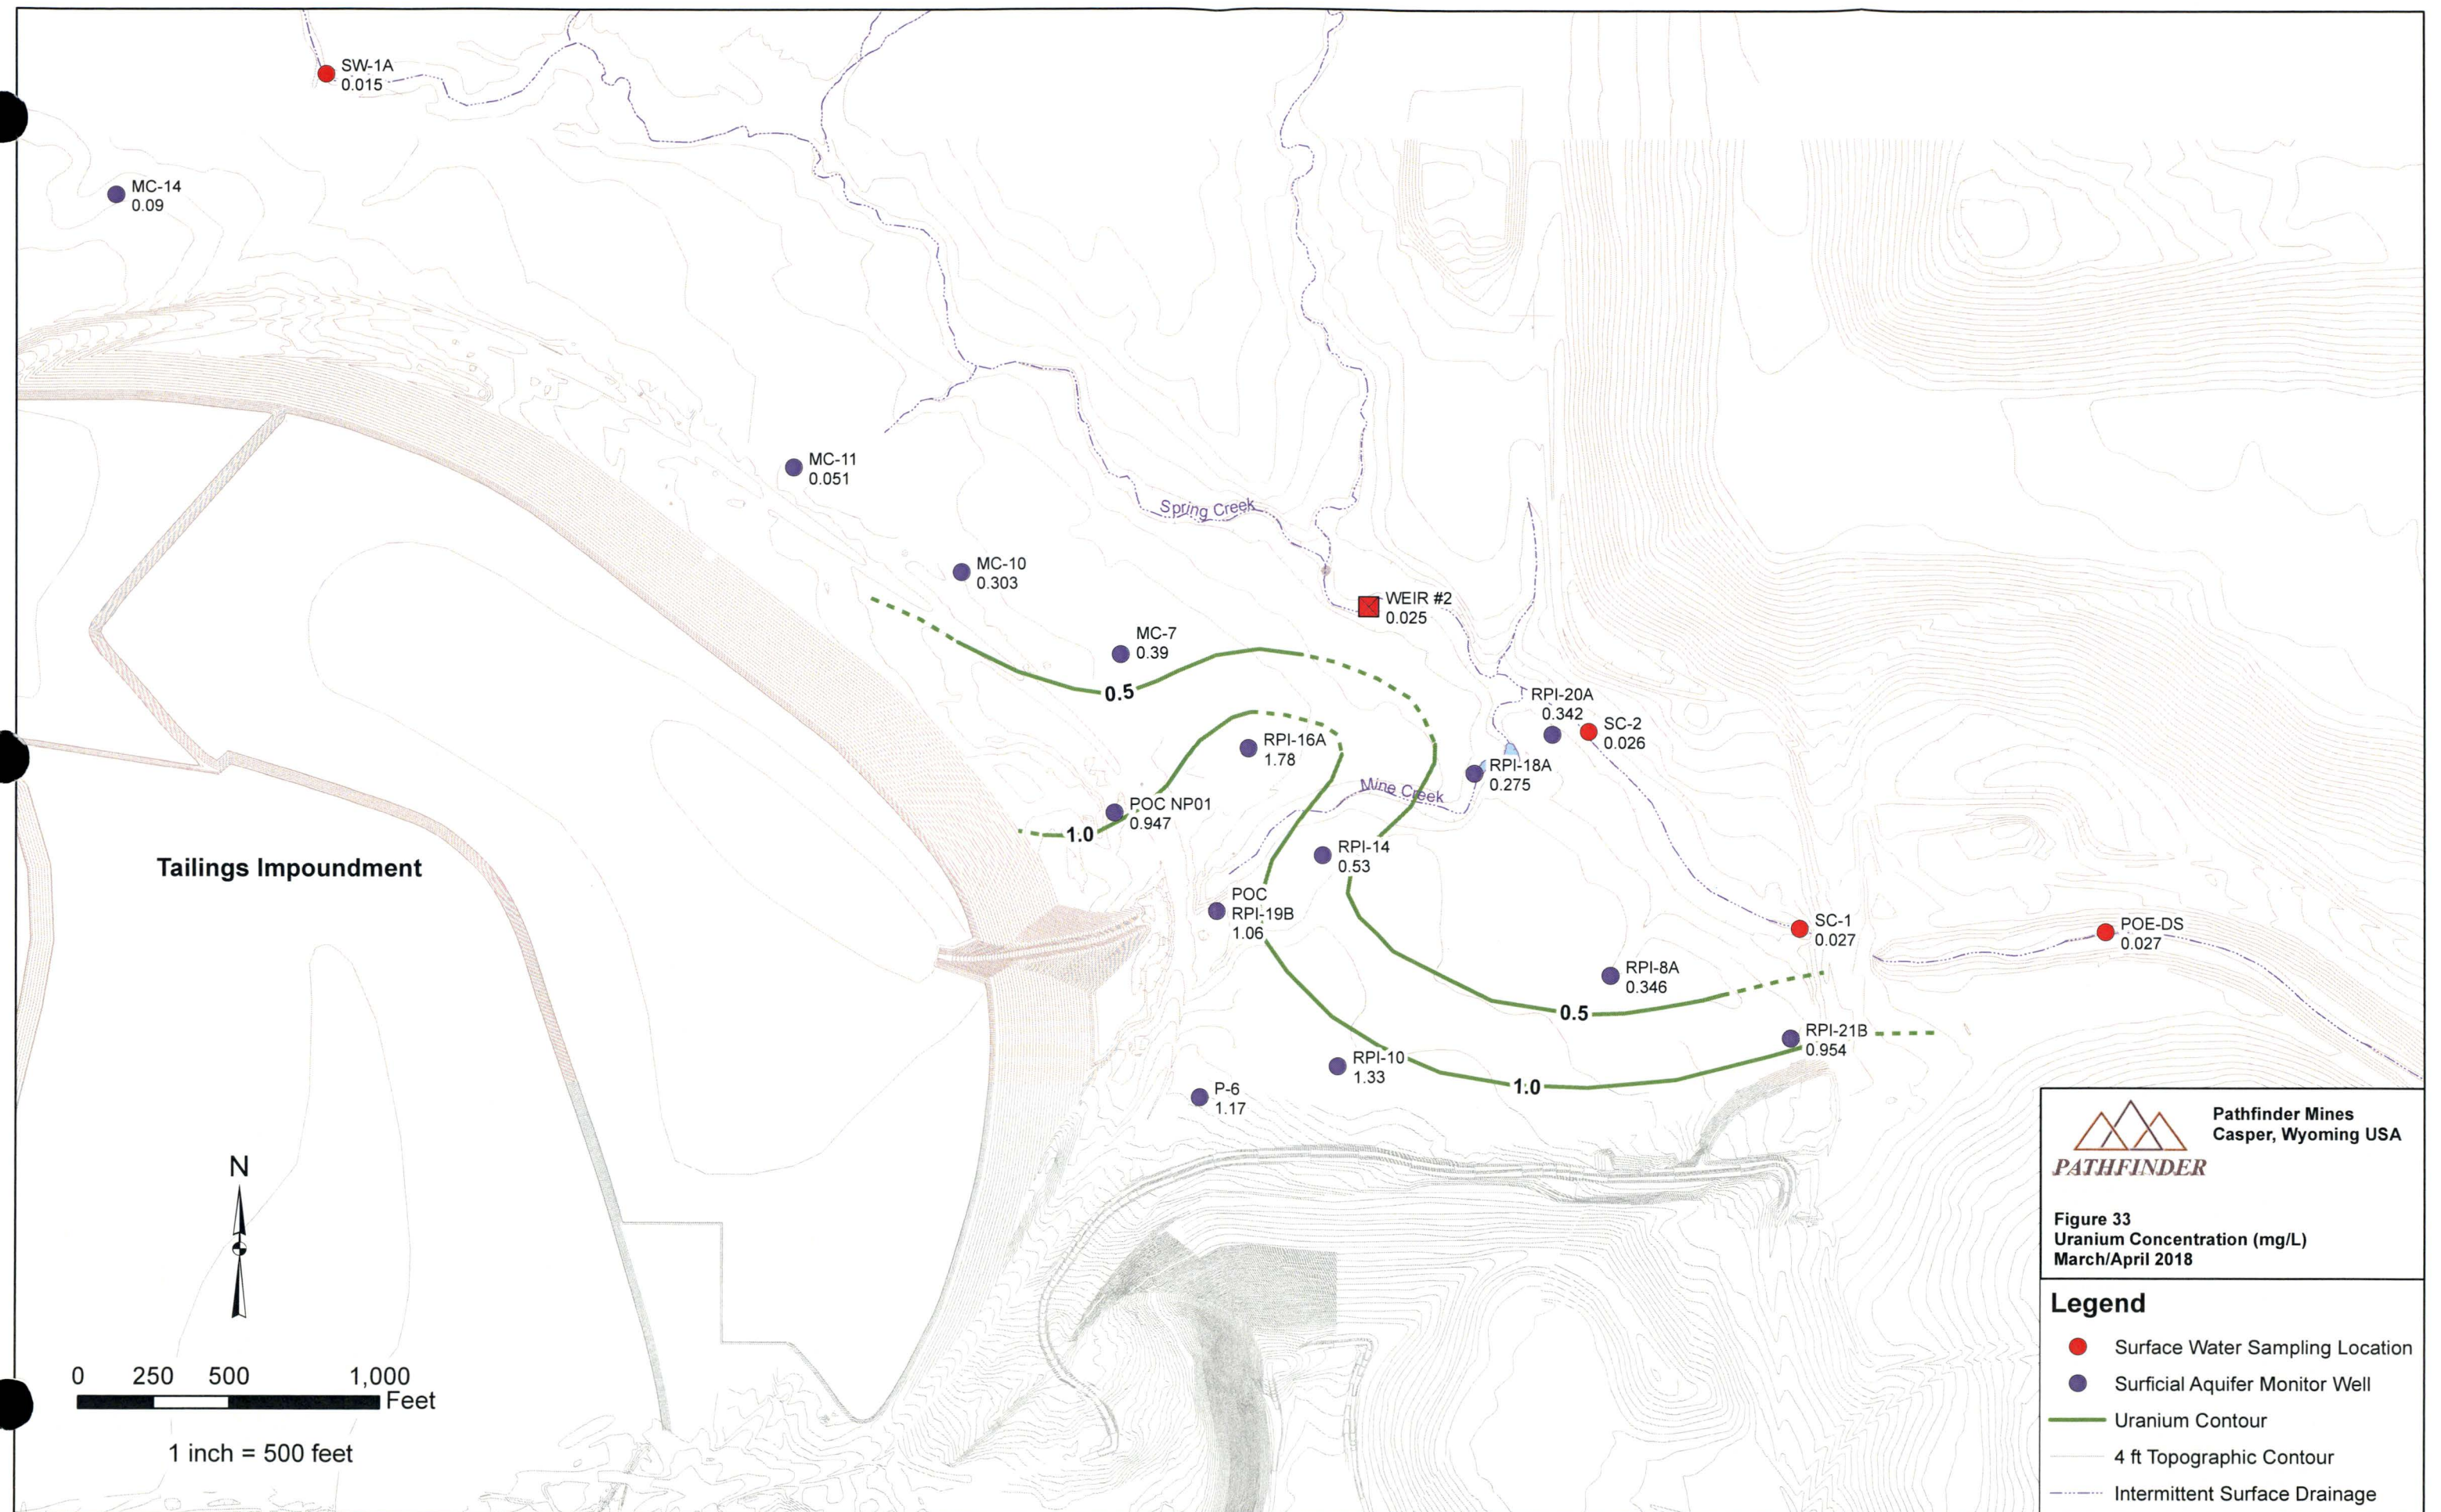 SW-1A
0.015
MC-14
0.09
MC-11
0.051
Spring Creek
MC-10
0.303
WEIR #2
0.025
MC-7
0.39
0.5
RPI-20A
0.342
SC-2
0.026
RPI-16A
1.78
RPI-18A
0.275
Mine Creek
POC NP01
0.947
1.0
RPI-14
0.53
Tailings Impoundment
POC
RPI-19B
1.06
SC-1
0.027
POE-DS
0.027
RPI-8A
0.346
0.5
RPI-21B
0.954
RPI-10
1.33
1.0
P-6
1.17
N
0 250 500 1,000
Feet
1 inch = 500 feet
PATHFINDER
Pathfinder Mines
Casper, Wyoming USA
Figure 33
Uranium Concentration (mg/L)
March/April 2018
Legend
Surface Water Sampling Location
Surficial Aquifer Monitor Well
Uranium Contour
4 ft Topographic Contour
Intermittent Surface Drainage